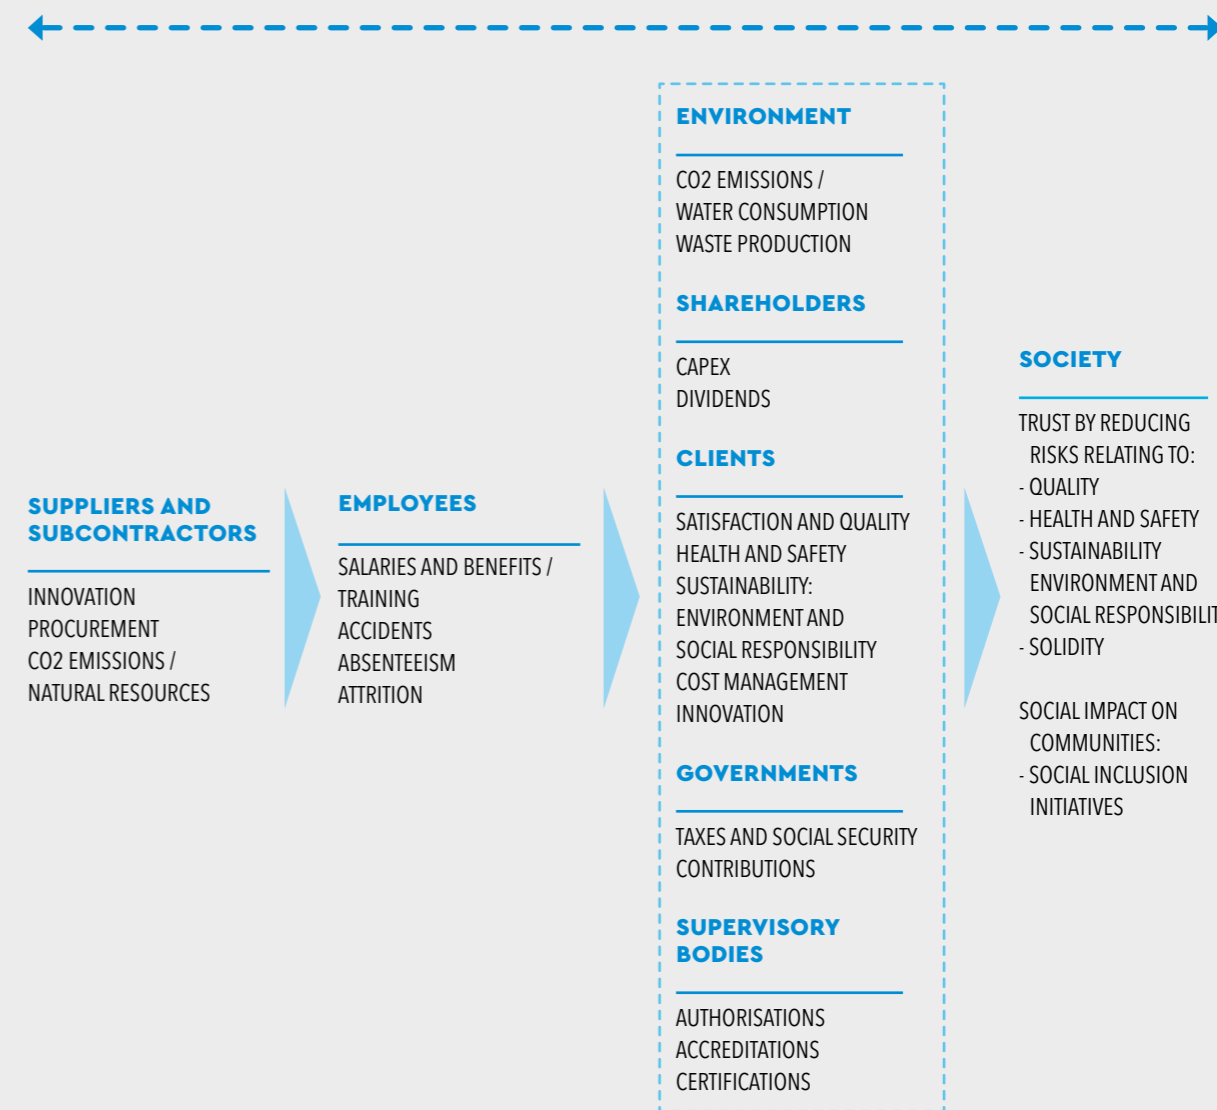 SUPPLIERS AND
SUBCONTRACTORS
INNOVATION
PROCUREMENT
CO2 EMISSIONS /
NATURAL RESOURCES
EMPLOYEES
SALARIES AND BENEFITS /
TRAINING
ACCIDENTS
ABSENTEEISM
ATTRITION
ENVIRONMENT
CO2 EMISSIONS /
WATER CONSUMPTION
WASTE PRODUCTION
SHAREHOLDERS
CAPEX
DIVIDENDS
CLIENTS
SATISFACTION AND QUALITY
HEALTH AND SAFETY
SUSTAINABILITY:
ENVIRONMENT AND
SOCIAL RESPONSIBILITY
COST MANAGEMENT
INNOVATION
GOVERNMENTS
TAXES AND SOCIAL SECURITY
CONTRIBUTIONS
SUPERVISORY
BODIES
AUTHORISATIONS
ACCREDITATIONS
CERTIFICATIONS
SOCIETY
TRUST BY REDUCING
RISKS RELATING TO:
- QUALITY
- HEALTH AND SAFETY
- SUSTAINABILITY
ENVIRONMENT AND
SOCIAL RESPONSIBILIT
- SOLIDITY
SOCIAL IMPACT ON
COMMUNITIES:
- SOCIAL INCLUSION
INITIATIVES